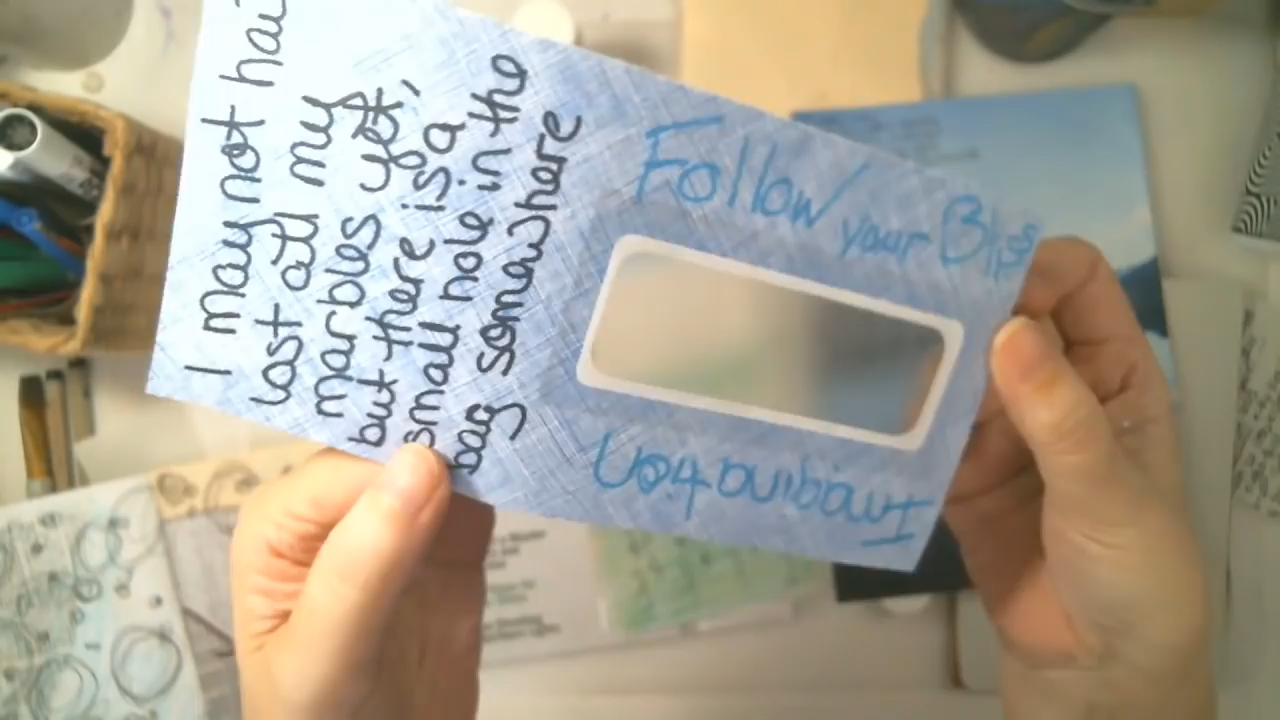 I may not hav
lost all my
marbles yet,
but there is a
small hole in the
bag somewhere
Follow your Bliss
Imagination